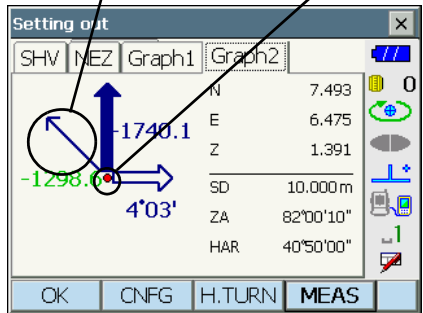 Setting out
SHV NEZ Graph1 Graph2
0
N 7.493
E 6.475
Z 1.391
-1740.1
-1298.6
4°03'
SD 10.000m
ZA 82°00'10"
HAR 40°50'00"
1
OK CNFG H.TURN MEAS